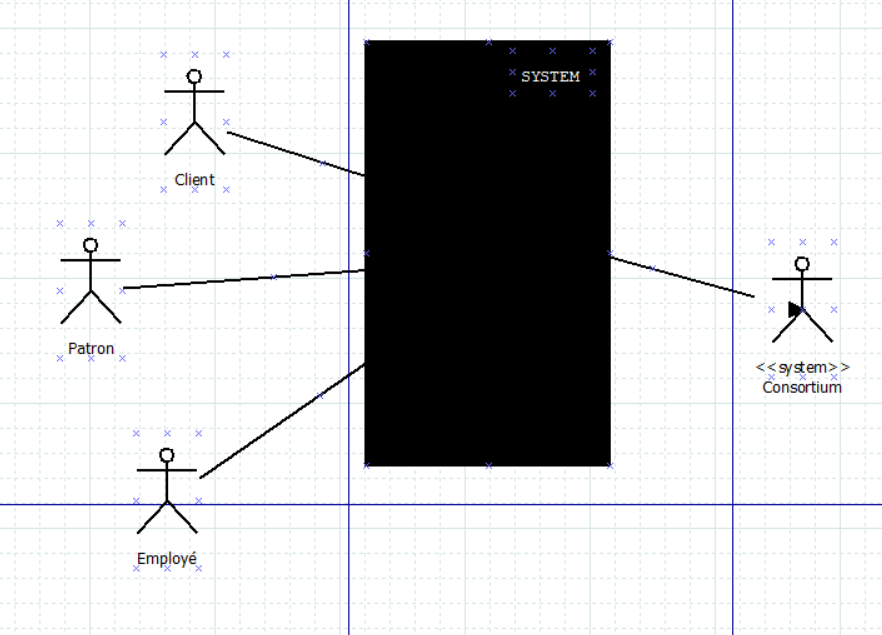 SYSTEM
Client
Patron
<<system>>
Consortium
Employé